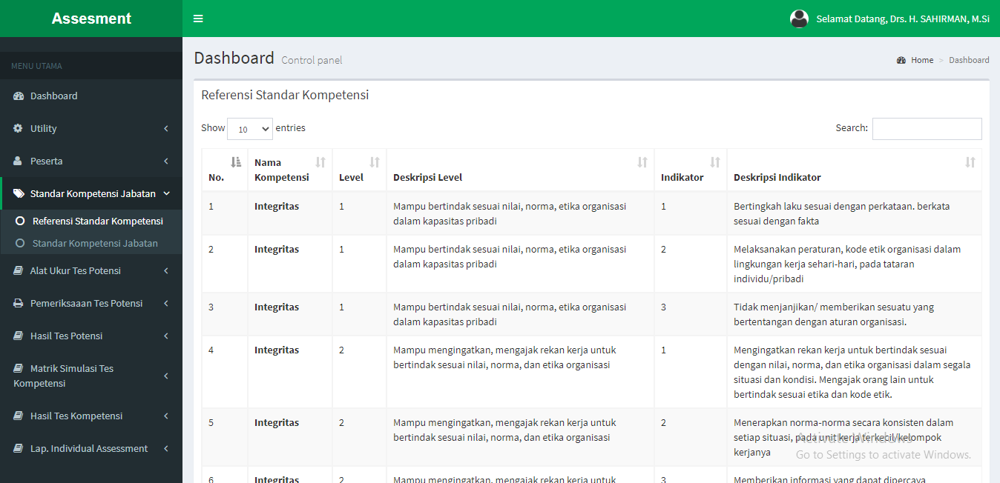 Assesment
Selamat Datang, Drs. H. SAHIRMAN, M.Si
MENU UTAMA
Dashboard
Utility
Peserta
Standar Kompetensi Jabatan
Referensi Standar Kompetensi
Standar Kompetensi Jabatan
Alat Ukur Tes Potensi
Pemeriksaaan Tes Potensi
Hasil Tes Potensi
Matrik Simulasi Tes
Kompetensi
Hasil Tes Kompetensi
Lap. Individual Assessment
Dashboard Control panel
Home > Dashboard
Referensi Standar Kompetensi
Show 10 entries
Search:
No.
Nama
Kompetensi
Level
Deskripsi Level
Indikator
Deskripsi Indikator
1
Integritas
1
Mampu bertindak sesuai nilai, norma, etika organisasi
dalam kapasitas pribadi
1
Bertingkah laku sesuai dengan perkataan. berkata
sesuai dengan fakta
2
Integritas
1
Mampu bertindak sesuai nilai, norma, etika organisasi
dalam kapasitas pribadi
2
Melaksanakan peraturan, kode etik organisasi dalam
lingkungan kerja sehari-hari, pada tataran
individu/pribadi
3
Integritas
1
Mampu bertindak sesuai nilai, norma, etika organisasi
dalam kapasitas pribadi
3
Tidak menjanjikan/ memberikan sesuatu yang
bertentangan dengan aturan organisasi.
4
Integritas
2
Mampu mengingatkan, mengajak rekan kerja untuk
bertindak sesuai nilai, norma, dan etika organisasi
1
Mengingatkan rekan kerja untuk bertindak sesuai
dengan nilai, norma, dan etika organisasi dalam segala
situasi dan kondisi. Mengajak orang lain untuk
bertindak sesuai etika dan kode etik.
5
Integritas
2
Mampu mengingatkan, mengajak rekan kerja untuk
bertindak sesuai nilai, norma, dan etika organisasi
2
Menerapkan norma-norma secara konsisten dalam
setiap situasi, pada unit kerja terkecil/kelompok
kerjanya
6
Integritas
2
Mampu mengingatkan, mengajak rekan kerja untuk
3
Memberikan informasi yang dapat dipercaya
Activate Windows
Go to Settings to activate Windows.